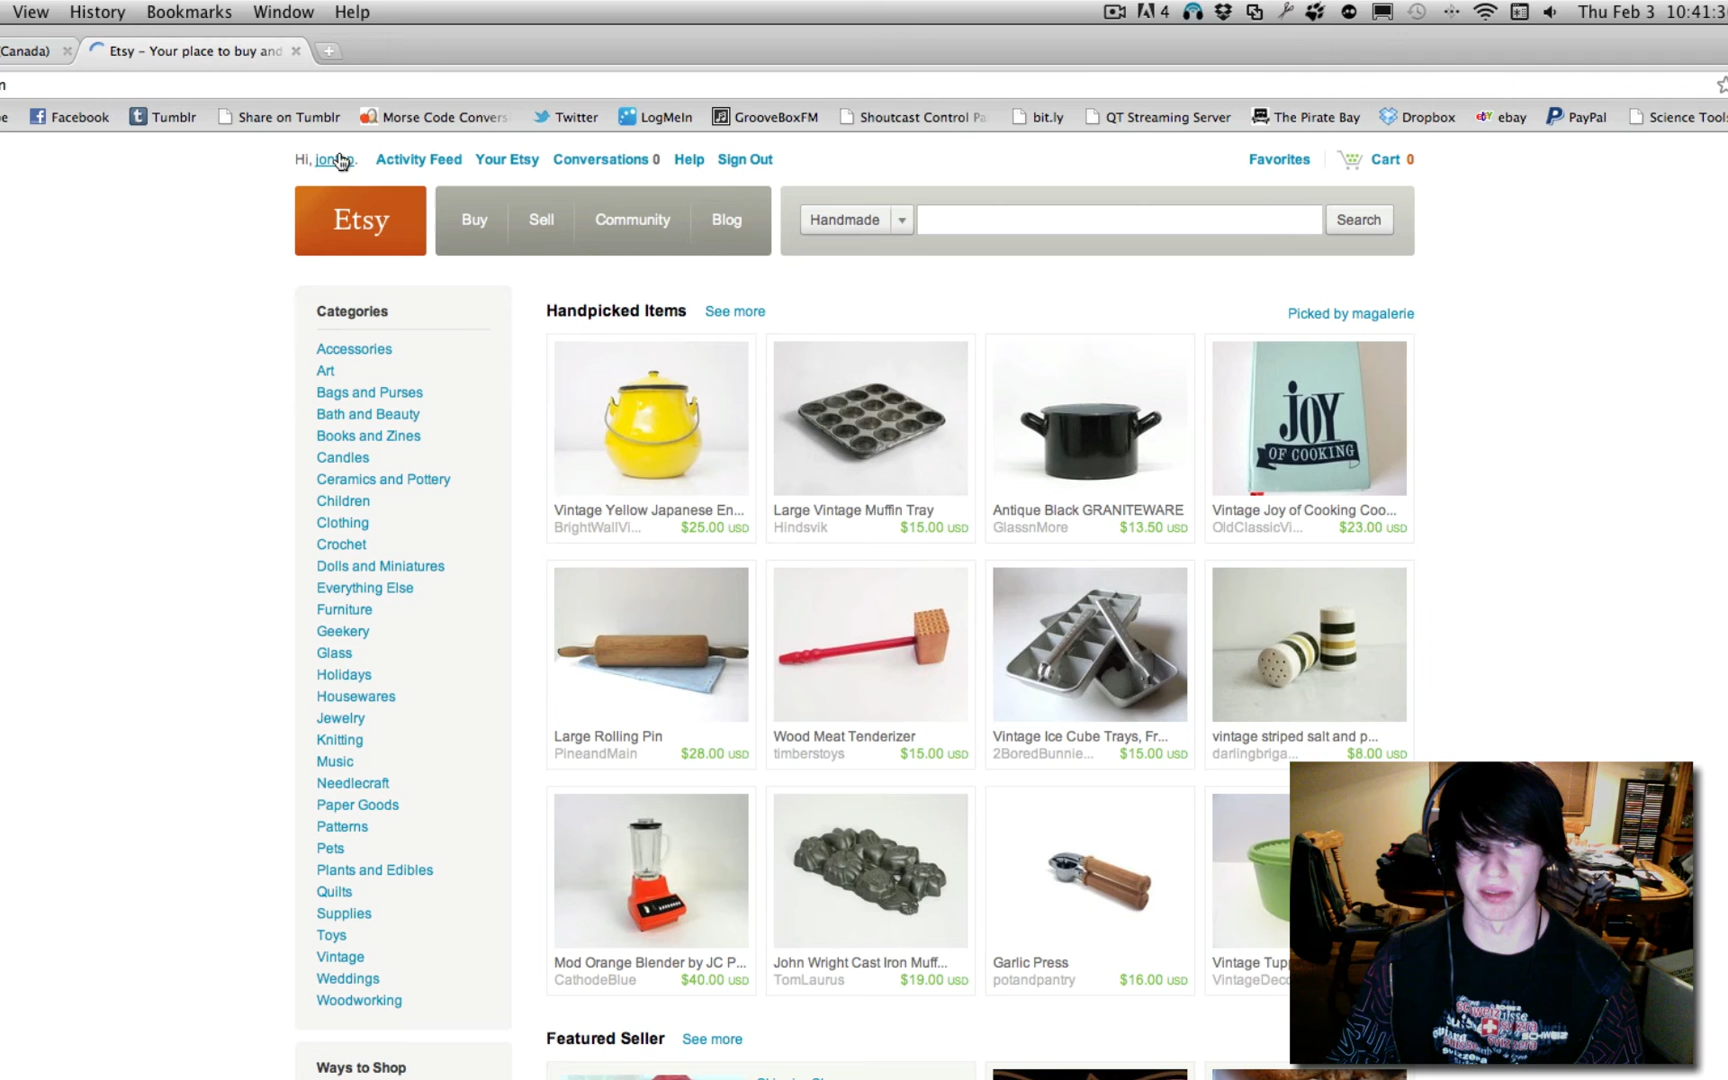 View History Bookmarks Window Help 4 Thu Feb 3 10:41:3
(Canada) Etsy – Your place to buy and
n
e Facebook Tumblr Share on Tumblr Morse Code Convers Twitter LogMeIn GrooveBoxFM Shoutcast Control Pa bit.ly QT Streaming Server The Pirate Bay Dropbox ebay PayPal Science Tools
Hi, Activity Feed Your Etsy Conversations 0 Help Sign Out Favorites Cart 0
Etsy Buy Sell Community Blog Handmade Search
Categories
Accessories
Art
Bags and Purses
Bath and Beauty
Books and Zines
Candles
Ceramics and Pottery
Children
Clothing
Crochet
Dolls and Miniatures
Everything Else
Furniture
Geekery
Glass
Holidays
Housewares
Jewelry
Knitting
Music
Needlecraft
Paper Goods
Patterns
Pets
Plants and Edibles
Quilts
Supplies
Toys
Vintage
Weddings
Woodworking
Ways to Shop
Handpicked Items See more Picked by magalerie
JOY
OF COOKING
Vintage Yellow Japanese En... Large Vintage Muffin Tray Antique Black GRANITEWARE Vintage Joy of Cooking Coo...
BrightWallVi... $25.00 USD Hindsvik $15.00 USD GlassnMore $13.50 USD OldClassicVi... $23.00 USD
Large Rolling Pin Wood Meat Tenderizer Vintage Ice Cube Trays, Fr... vintage striped salt and p...
PineandMain $28.00 USD timberstoys $15.00 USD 2BoredBunnie... $15.00 USD darlingbriga... $8.00 USD
Mod Orange Blender by JC P... John Wright Cast Iron Muff... Garlic Press Vintage Tup
CathodeBlue $40.00 USD TomLaurus $19.00 USD potandpantry $16.00 USD VintageDec
Featured Seller See more